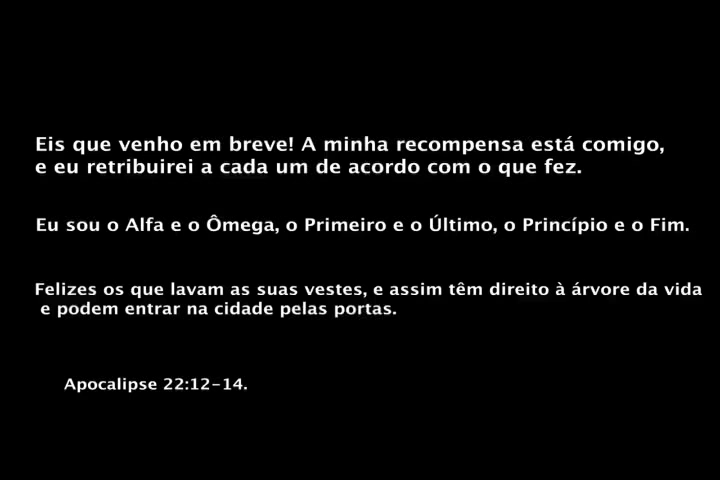 Eis que venho em breve! A minha recompensa está comigo,
e eu retribuirei a cada um de acordo com o que fez.
Eu sou o Alfa e o Ômega, o Primeiro e o Último, o Princípio e o Fim.
Felizes os que lavam as suas vestes, e assim têm direito à árvore da vida
e podem entrar na cidade pelas portas.
Apocalipse 22:12-14.